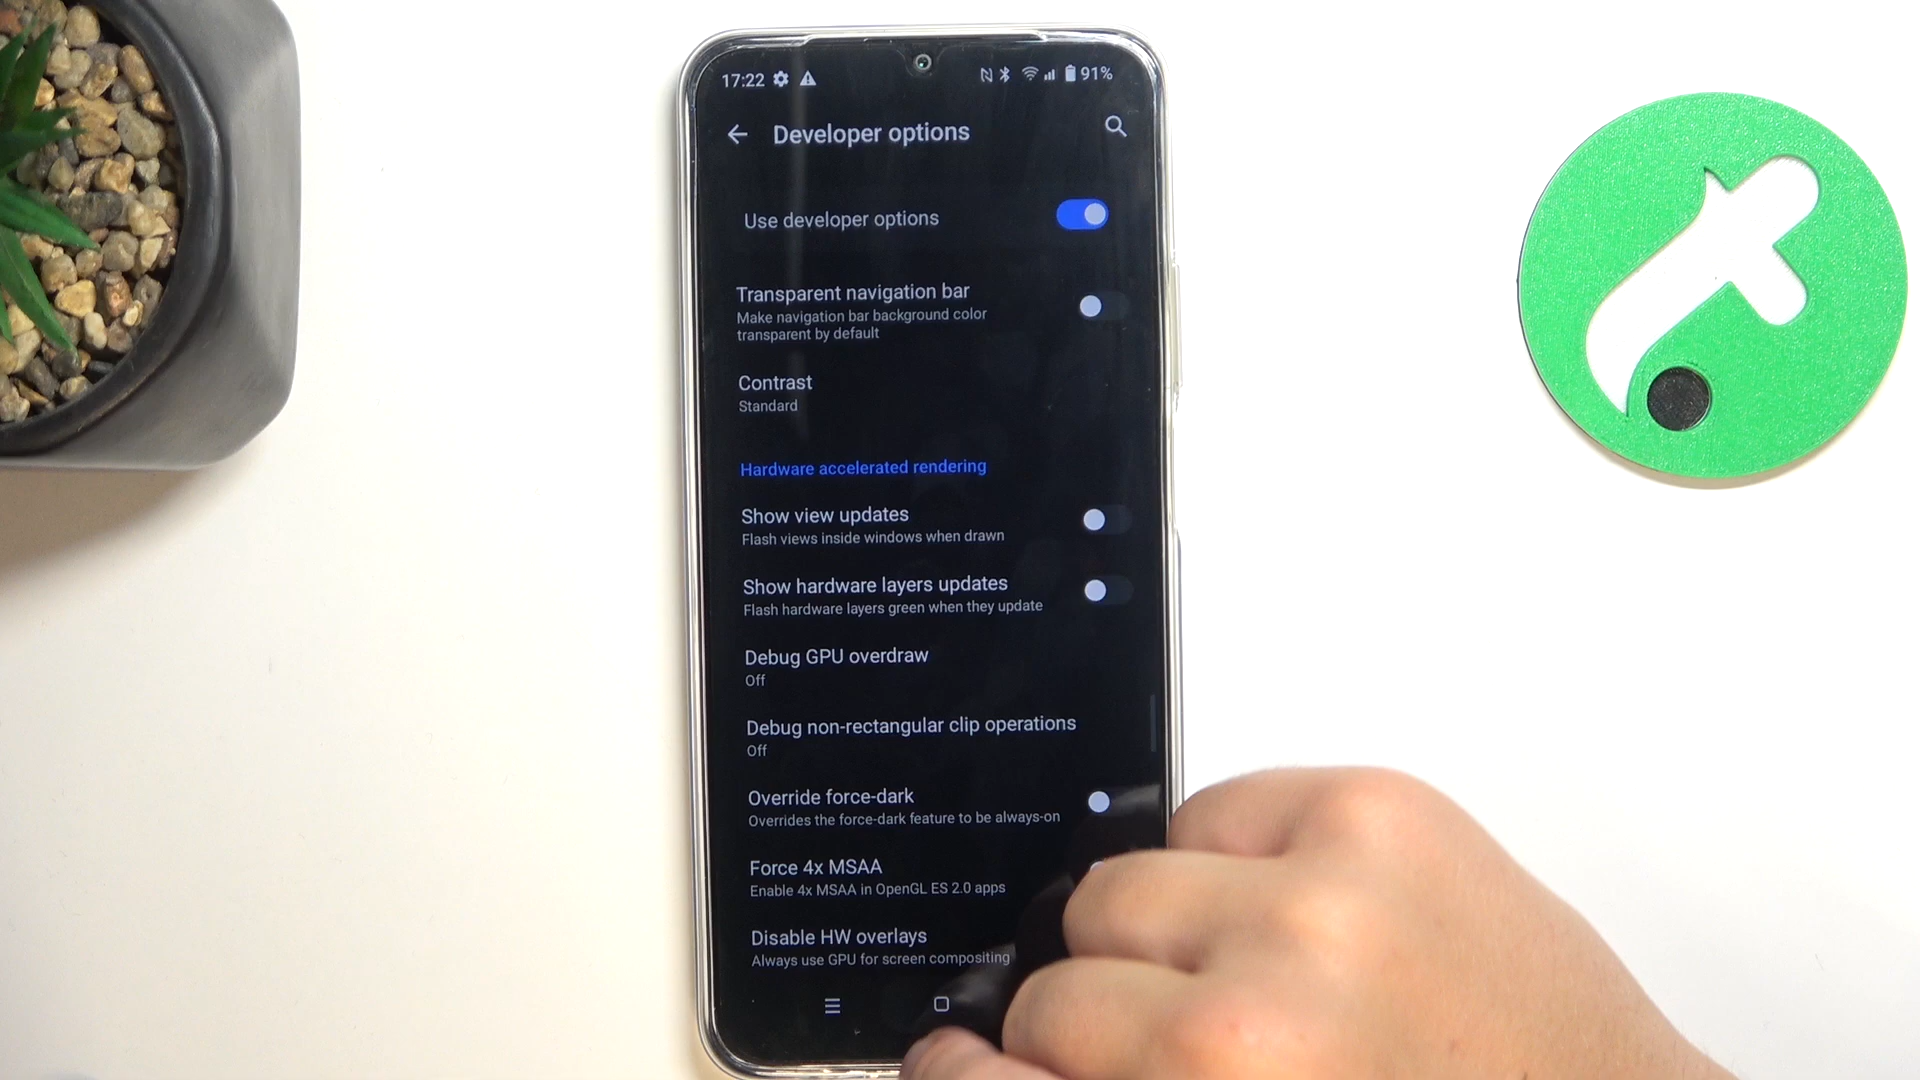 17:22 91%
Developer options
Use developer options
Transparent navigation bar
Make navigation bar background color
transparent by default
Contrast
Standard
Hardware accelerated rendering
Show view updates
Flash views inside windows when drawn
Show hardware layers updates
Flash hardware layers green when they update
Debug GPU overdraw
Off
Debug non-rectangular clip operations
Off
Override force-dark
Overrides the force-dark feature to be always-on
Force 4x MSAA
Enable 4x MSAA in OpenGL ES 2.0 apps
Disable HW overlays
Always use GPU for screen compositing